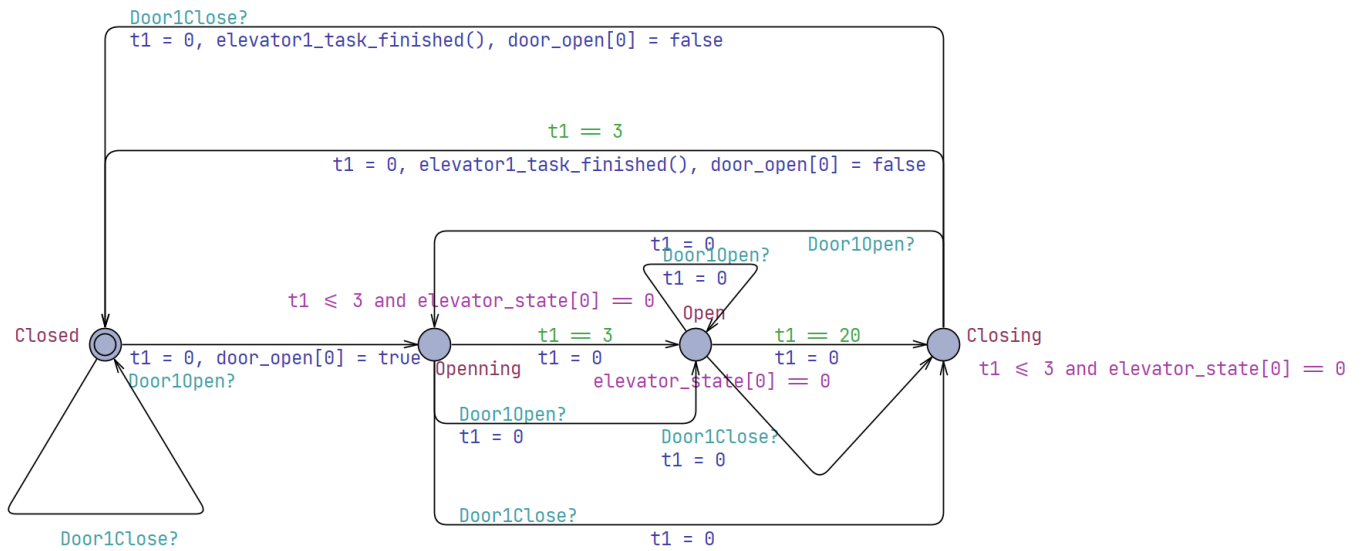 Door1Close?
t1 = 0, elevator1_task_finished(), door_open[0] = false
t1 == 3
t1 = 0, elevator1_task_finished(), door_open[0] = false
t1 = 0
Door1Open?
Door1Open?
t1 = 0
t1 ≤ 3 and elevator_state[0] == 0
Open
Closed
t1 == 3
t1 == 20
Closing
t1 = 0, door_open[0] = true
t1 = 0
t1 = 0
Openning
t1 ≤ 3 and elevator_state[0] == 0
Door1Open?
elevator_state[0] == 0
Door1Open?
t1 = 0
Door1Close?
t1 = 0
Door1Close?
Door1Close?
t1 = 0